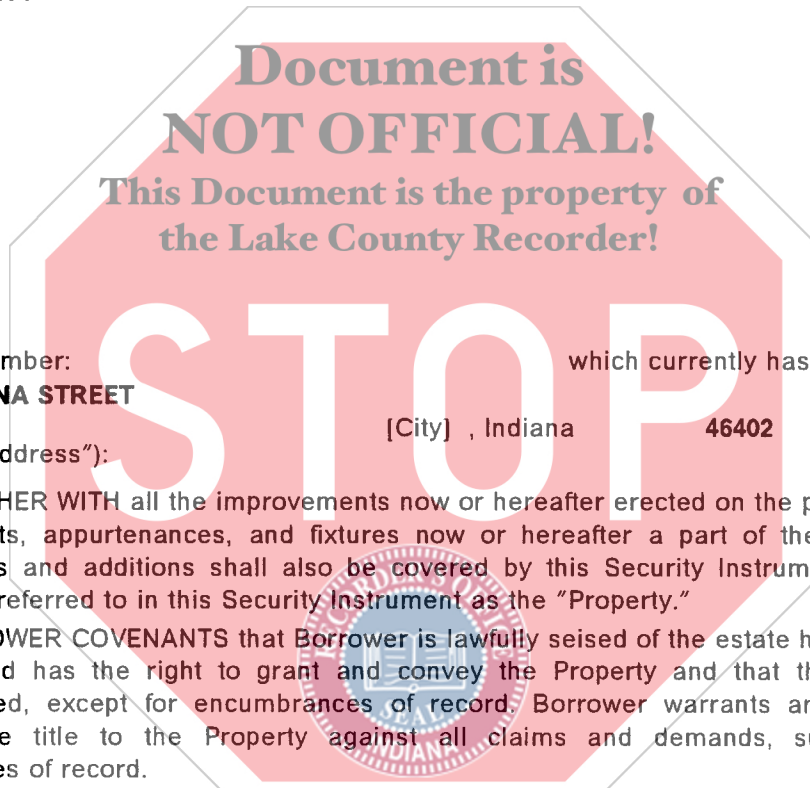 Document is
NOT OFFICIAL!
This Document is the property of
the Lake County Recorder!
STOP
mber: which currently has
NA STREET
[City] , Indiana 46402
ddress"):
HER WITH all the improvements now or hereafter erected on the p
ts, appurtenances, and fixtures now or hereafter a part of the
s and additions shall also be covered by this Security Instrum
referred to in this Security Instrument as the "Property."
OWER COVENANTS that Borrower is lawfully seised of the estate h
d has the right to grant and convey the Property and that th
ed, except for encumbrances of record. Borrower warrants an
e title to the Property against all claims and demands, su
es of record.
RECORDER'S OFFICE
SEAL
INDIANA